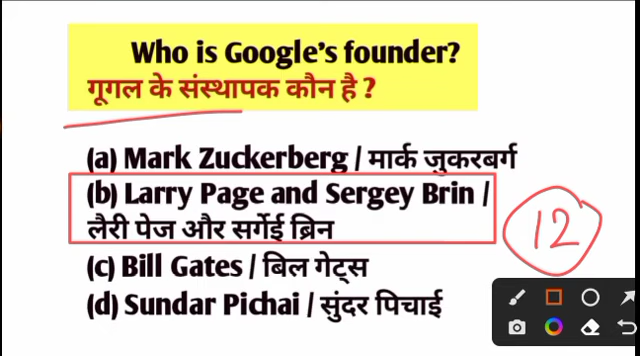 Who is Google's founder?
गूगल के संस्थापक कौन है ?
(a) Mark Zuckerberg / मार्क जुकरबर्ग
(b) Larry Page and Sergey Brin /
लैरी पेज और सर्गेई ब्रिन
12
(c) Bill Gates / बिल गेट्स
(d) Sundar Pichai / सुंदर पिचाई